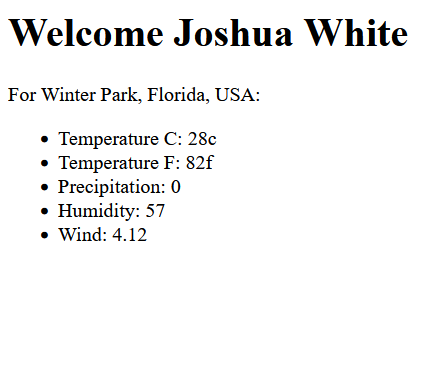 Welcome Joshua White
For Winter Park, Florida, USA:
• Temperature C: 28c
• Temperature F: 82f
• Precipitation: 0
• Humidity: 57
• Wind: 4.12